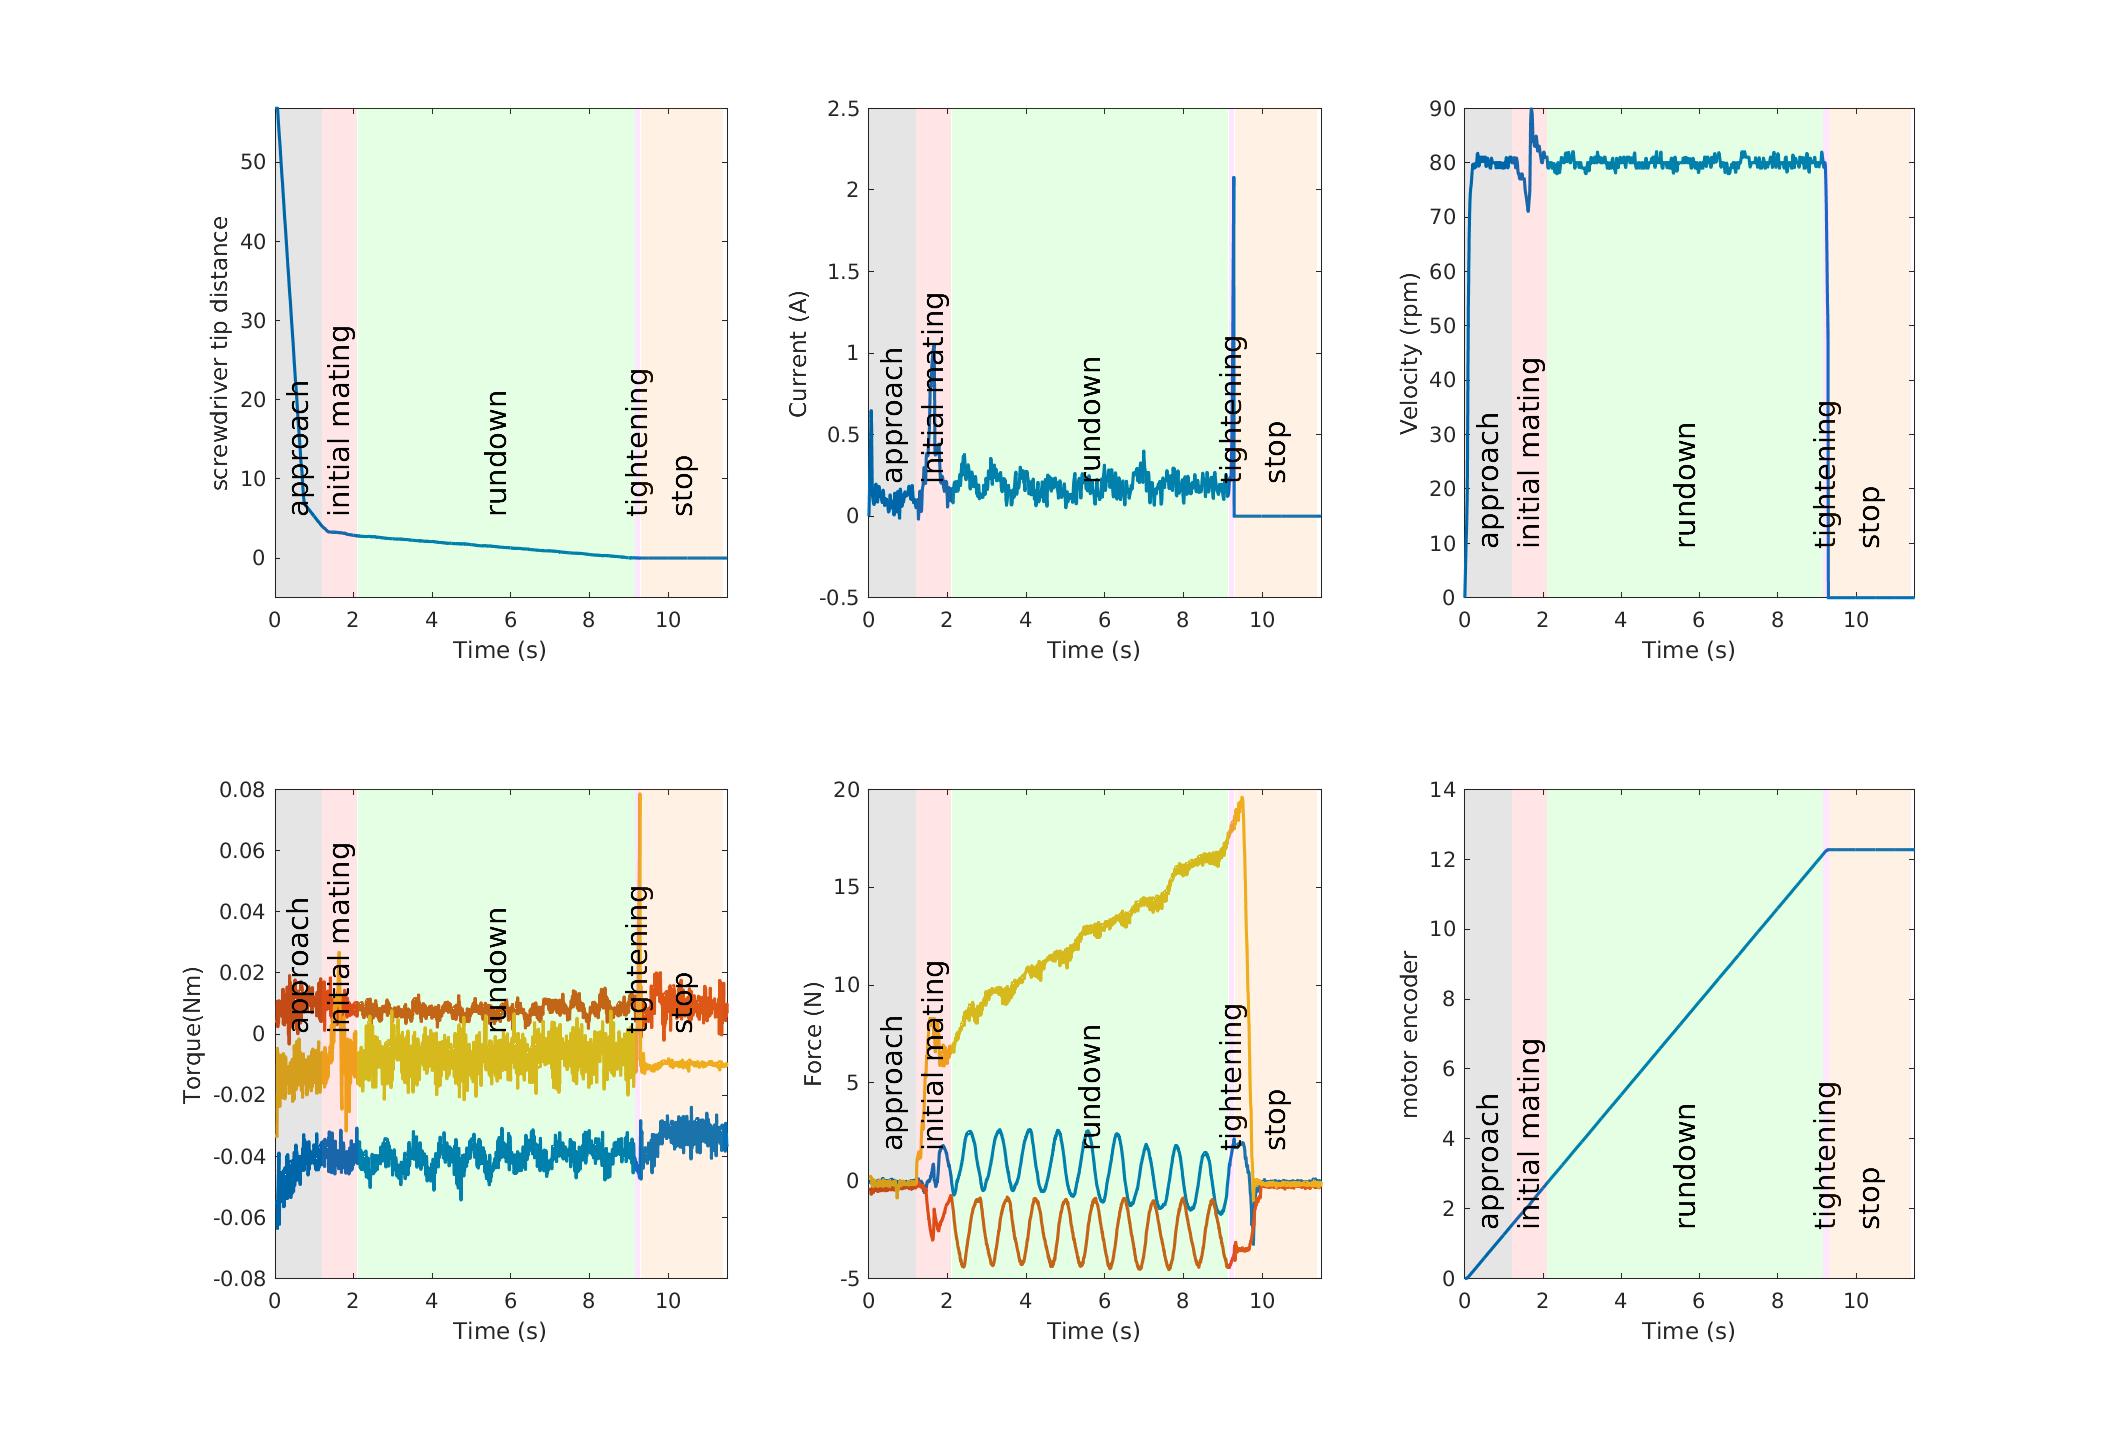 screwdriver tip distance
50
40
30
20
10
0
approach
initial mating
rundown
tightening
stop
0 2 4 6 8 10
Time (s)
Current (A)
2.5
2
1.5
1
0.5
0
-0.5
approach
initial mating
rundown
tightening
stop
0 2 4 6 8 10
Time (s)
Velocity (rpm)
90
80
70
60
50
40
30
20
10
0
approach
initial mating
rundown
tightening
stop
0 2 4 6 8 10
Time (s)
Torque(Nm)
0.08
0.06
0.04
0.02
0
-0.02
-0.04
-0.06
-0.08
approach
initial mating
rundown
tightening
stop
0 2 4 6 8 10
Time (s)
Force (N)
20
15
10
5
0
-5
approach
initial mating
rundown
tightening
stop
0 2 4 6 8 10
Time (s)
motor encoder
14
12
10
8
6
4
2
0
approach
initial mating
rundown
tightening
stop
0 2 4 6 8 10
Time (s)